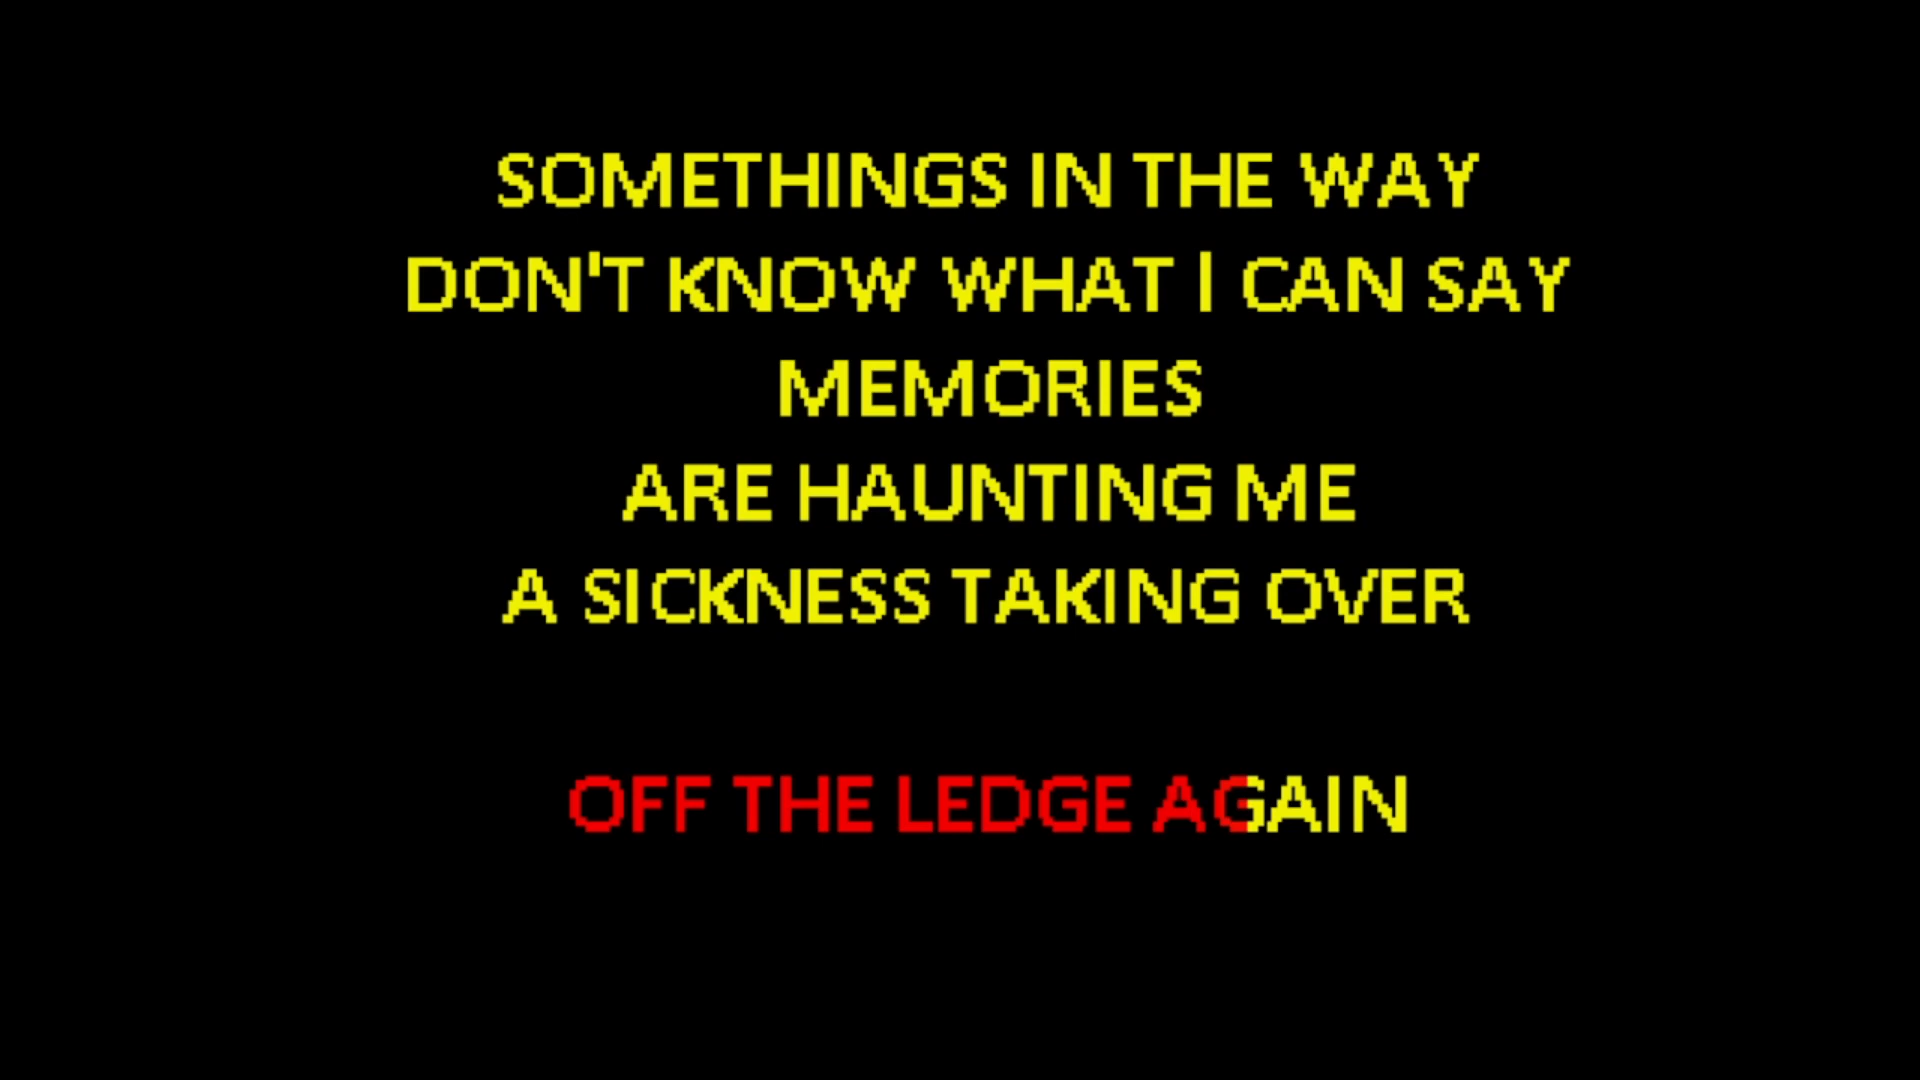 SOMETHINGS IN THE WAY
DON'T KNOW WHAT I CAN SAY
MEMORIES
ARE HAUNTING ME
A SICKNESS TAKING OVER
OFF THE LEDGE AGAIN